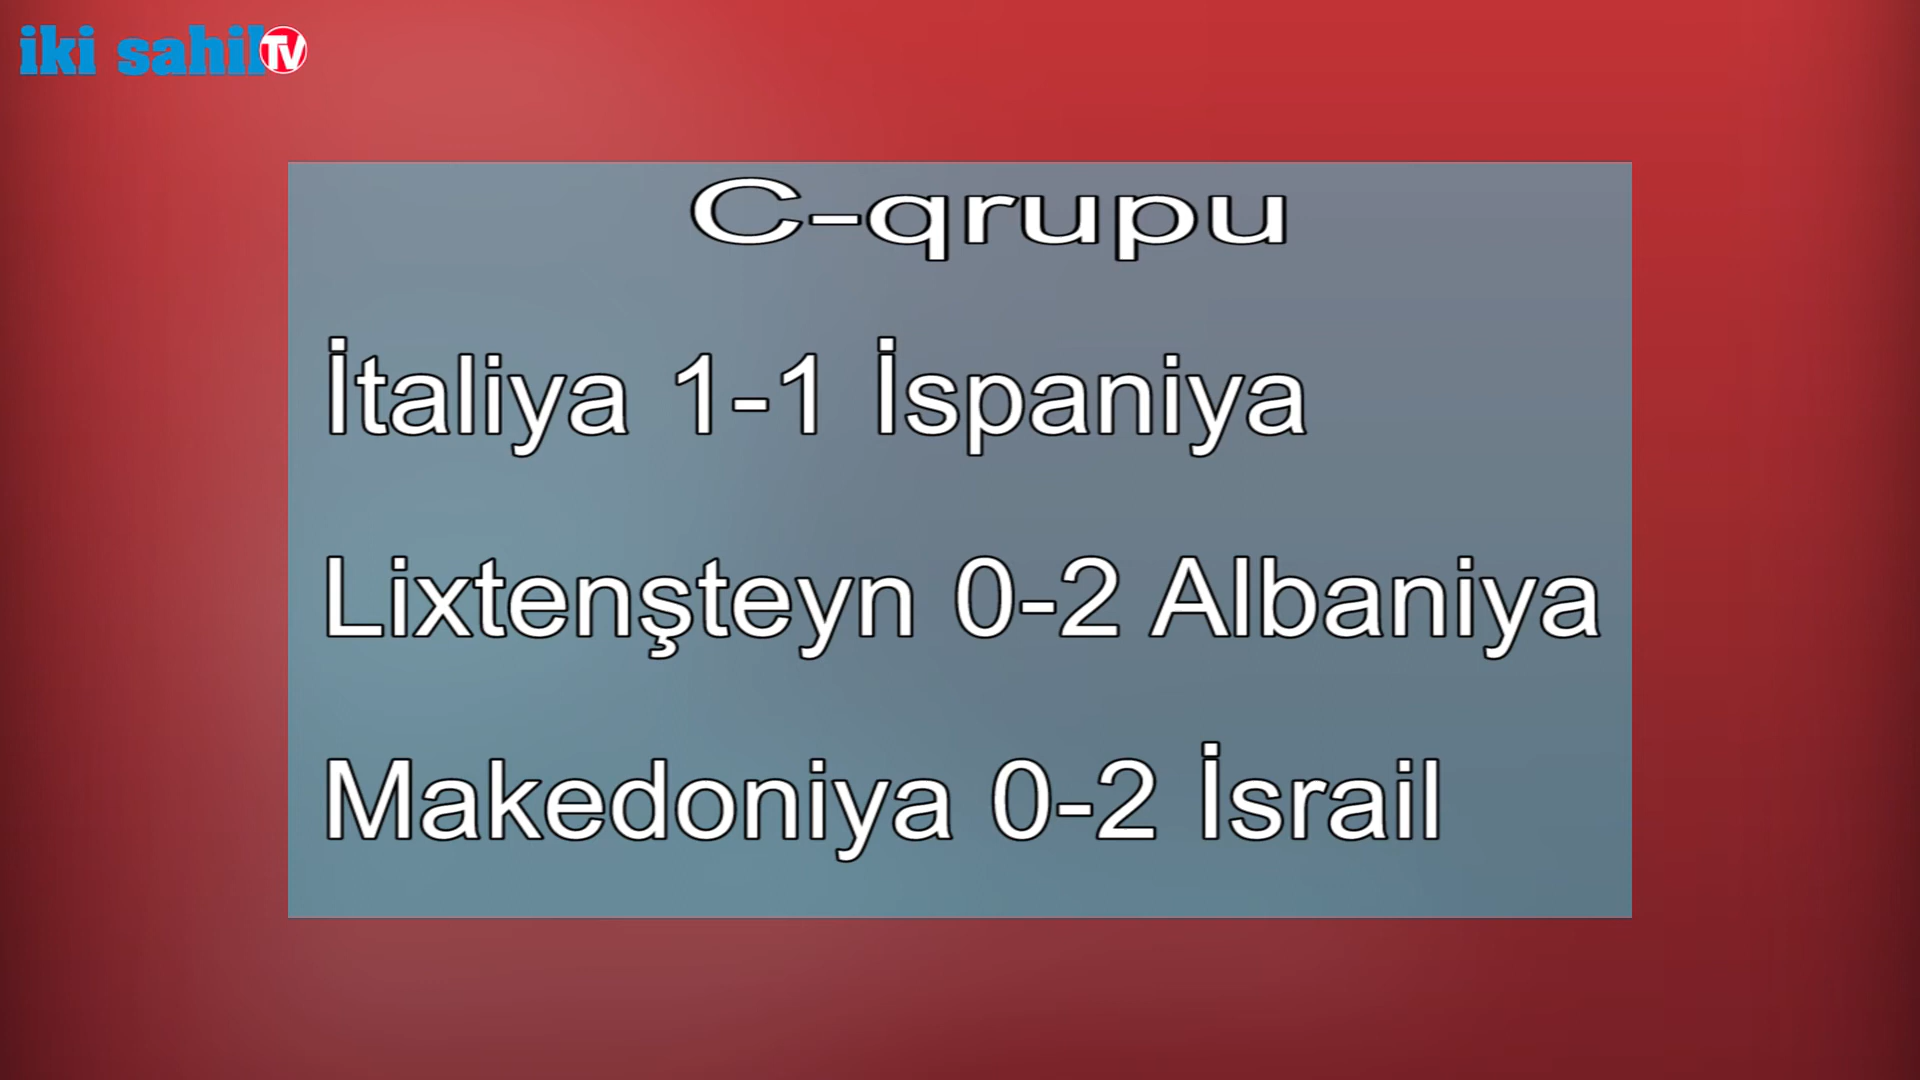 iki sahil TV
C-qrupu
İtaliya 1-1 İspaniya
Lixtenşteyn 0-2 Albaniya
Makedoniya 0-2 İsrail